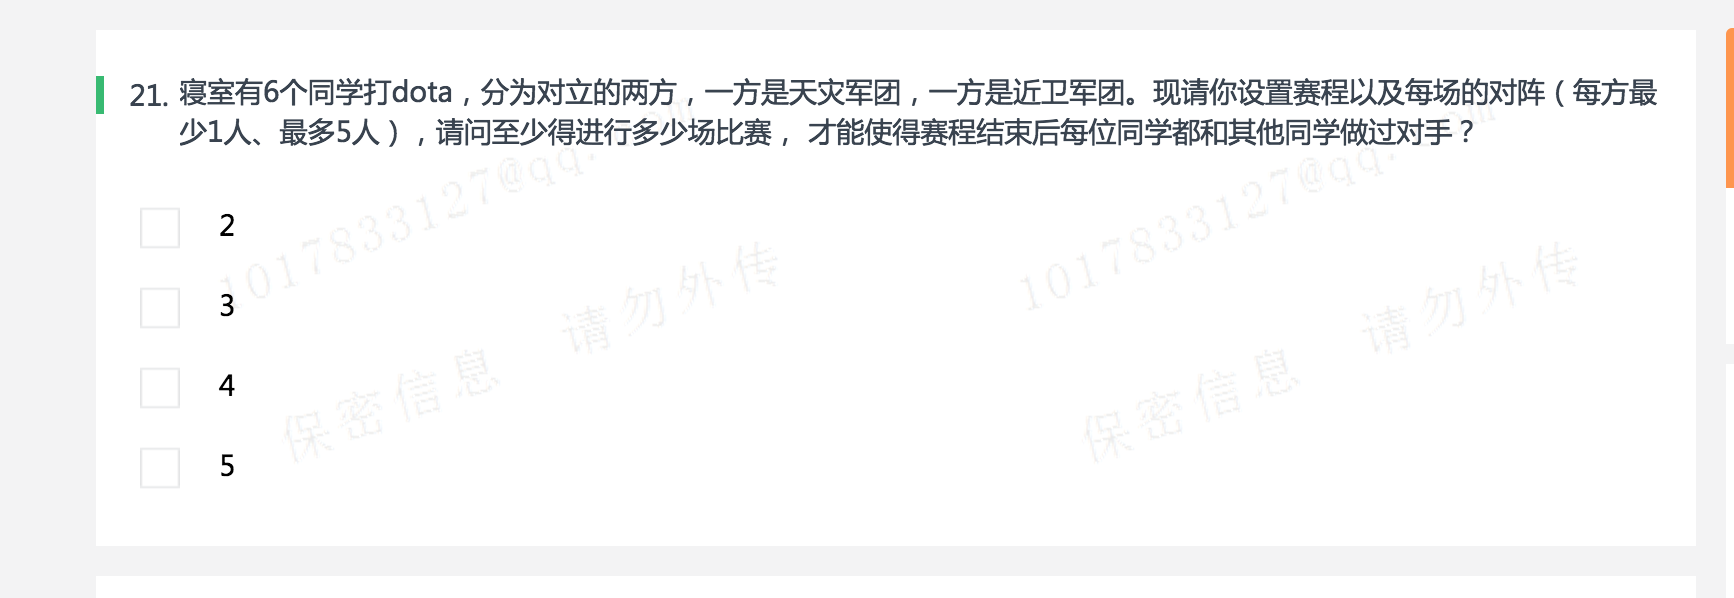 21. 寝室有6个同学打dota，分为对立的两方，一方是天灾军团，一方是近卫军团。现请你设置赛程以及每场的对阵（每方最
少1人、最多5人），请问至少得进行多少场比赛， 才能使得赛程结束后每位同学都和其他同学做过对手？
1017833127@qq.com
1017833127@qq.com
2
保密信息 请勿外传
保密信息 请勿外传
3
4
5